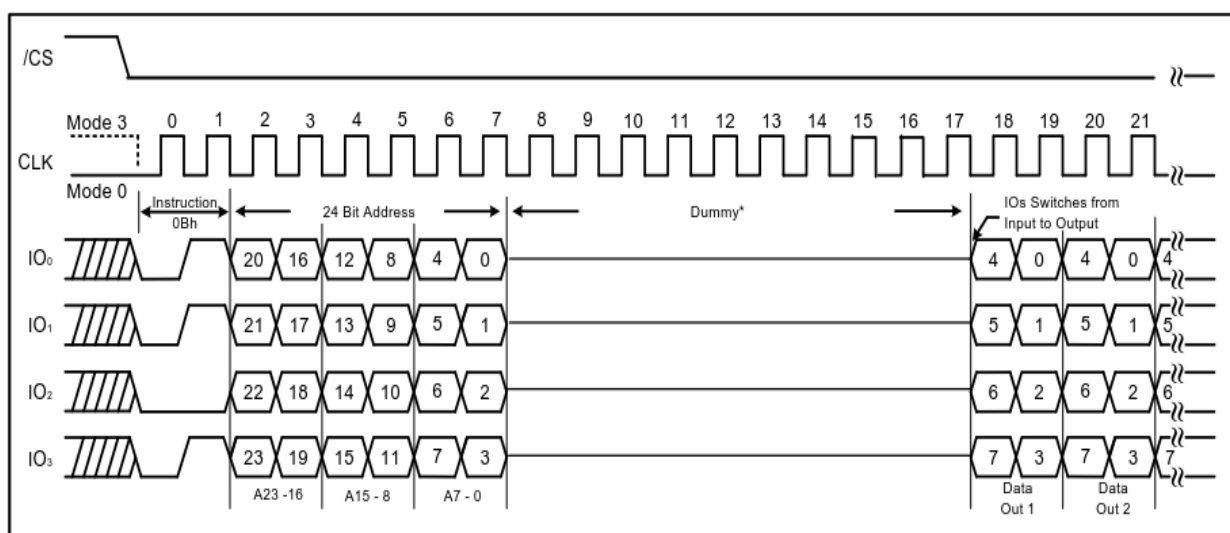 /CS
Mode 3
0 1 2 3 4 5 6 7 8 9 10 11 12 13 14 15 16 17 18 19 20 21
CLK
Mode 0
Instruction
0Bh
24 Bit Address
Dummy*
IOs Switches from
Input to Output
IO₀ 20 16 12 8 4 0 4 0 4 0 4
IO₁ 21 17 13 9 5 1 5 1 5 1 5
IO₂ 22 18 14 10 6 2 6 2 6 2 6
IO₃ 23 19 15 11 7 3 7 3 7 3 7
A23 -16 A15 - 8 A7 - 0
Data Data
Out 1 Out 2